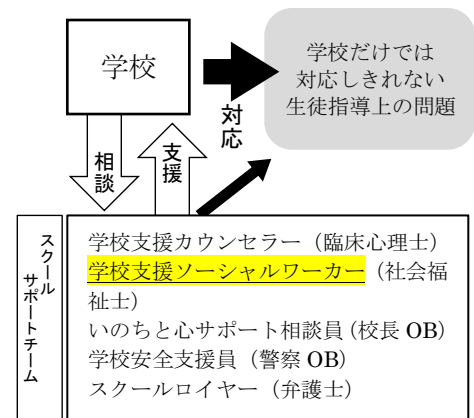 学校
学校だけでは
対応しきれない
生徒指導上の問題
対応
相談
支援
スクール
サポートチーム
学校支援カウンセラー（臨床心理士）
学校支援ソーシャルワーカー（社会福
祉士）
いのちと心サポート相談員（校長 OB）
学校安全支援員（警察 OB）
スクールロイヤー（弁護士）